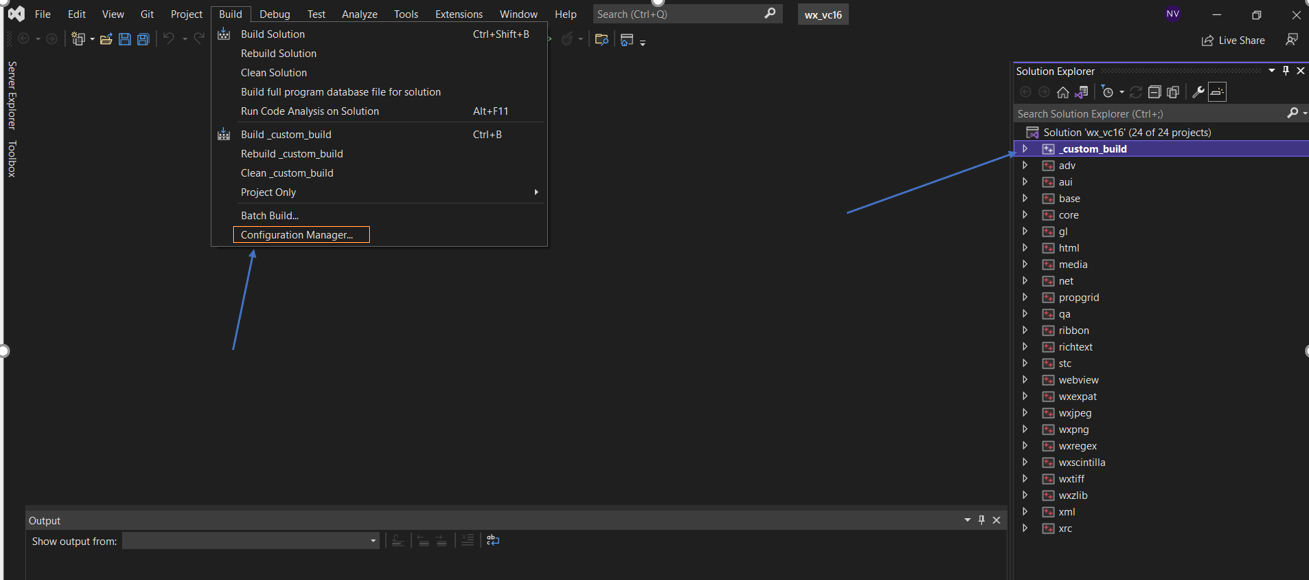 File Edit View Git Project Build Debug Test Analyze Tools Extensions Window Help Search (Ctrl+Q) wx_vc16 NV
Live Share
Server Explorer
Toolbox
Build Solution Ctrl+Shift+B
Rebuild Solution
Clean Solution
Build full program database file for solution
Run Code Analysis on Solution Alt+F11
Build _custom_build Ctrl+B
Rebuild _custom_build
Clean _custom_build
Project Only
Batch Build...
Configuration Manager...
Solution Explorer
Search Solution Explorer (Ctrl+;)
Solution 'wx_vc16' (24 of 24 projects)
_custom_build
adv
aui
base
core
gl
html
media
net
propgrid
qa
ribbon
richtext
stc
webview
wxexpat
wxjpeg
wxpng
wxregex
wxscintilla
wxtiff
wxzlib
xml
xrc
Output
Show output from: